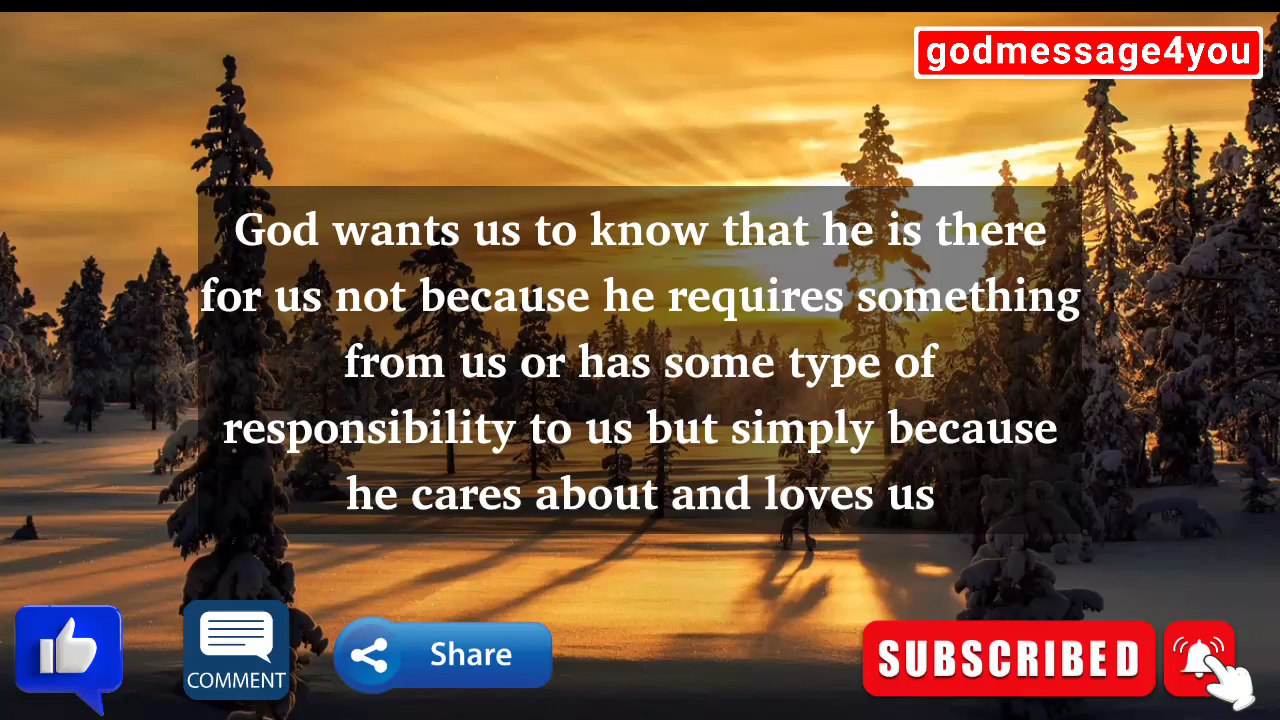 godmessage4you
God wants us to know that he is there
for us not because he requires something
from us or has some type of
responsibility to us but simply because
he cares about and loves us
COMMENT
Share
SUBSCRIBED